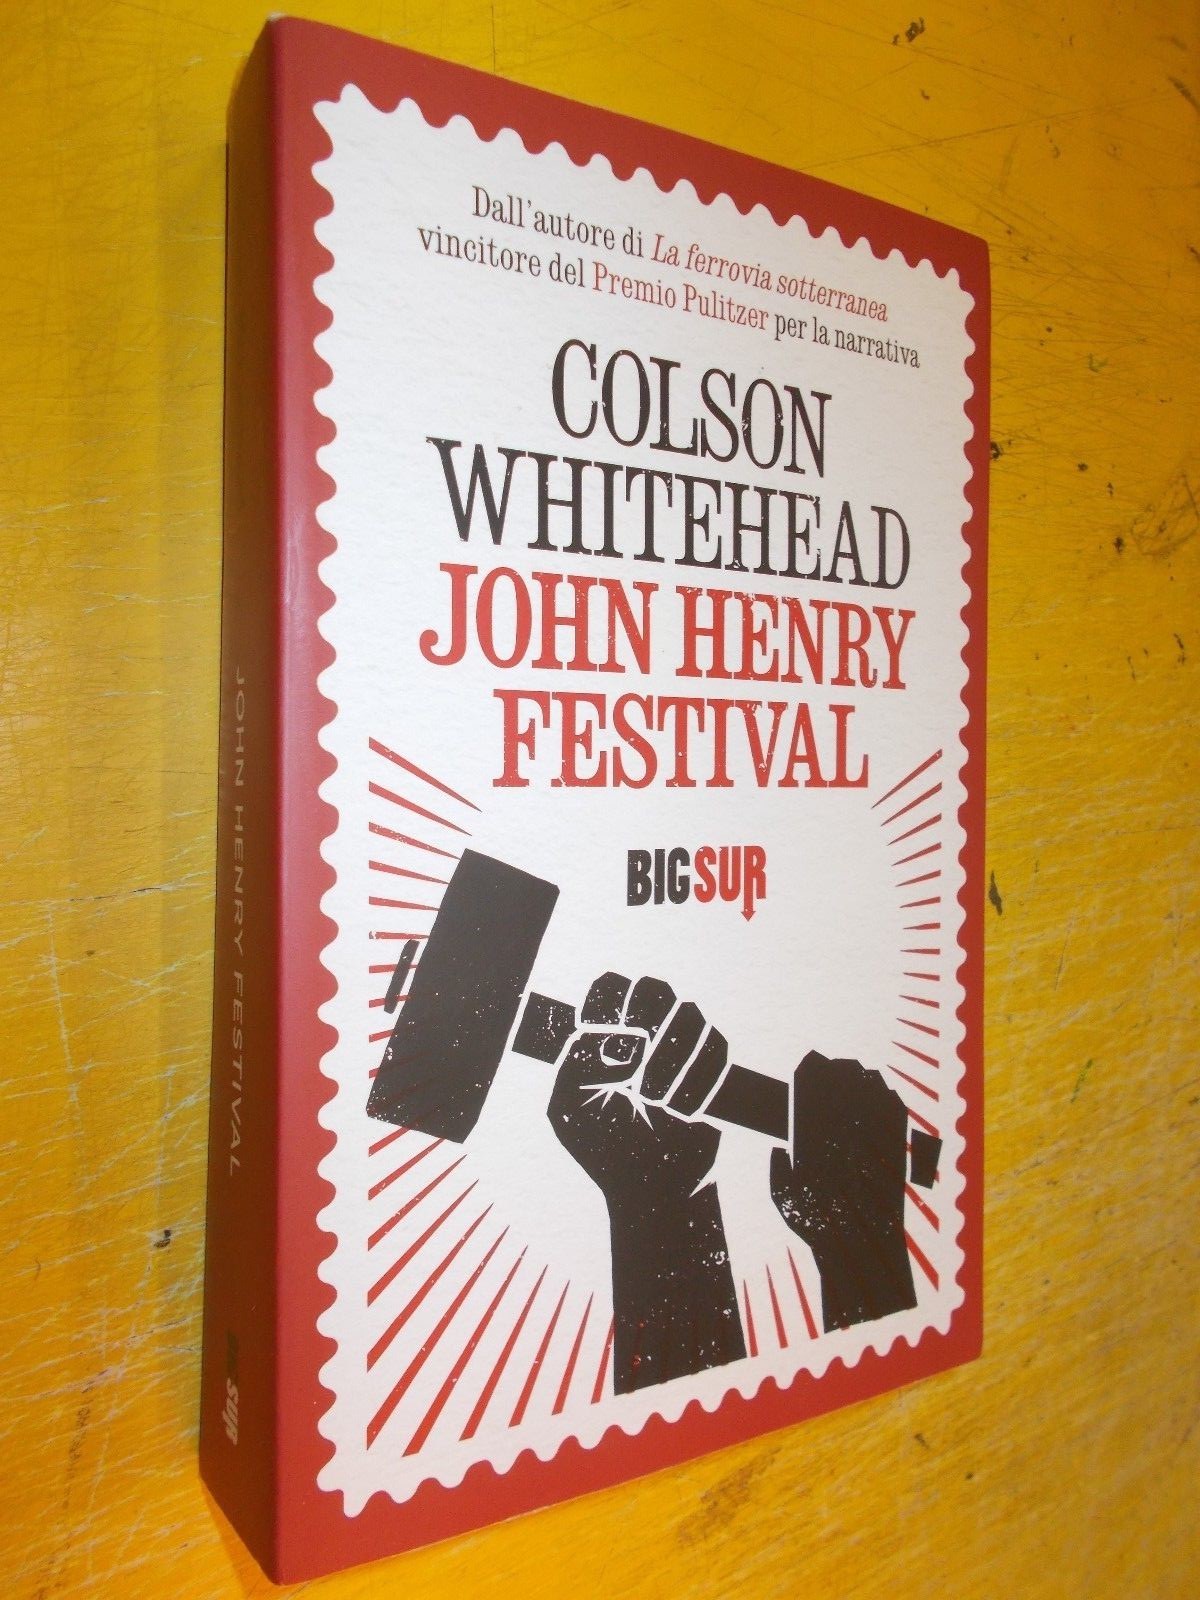 Dall'autore di La ferrovia sotterranea
vincitore del Premio Pulitzer per la narrativa
COLSON
WHITEHEAD
JOHN HENRY
FESTIVAL
BIGSUR
JOHN HENRY FESTIVAL
SUR